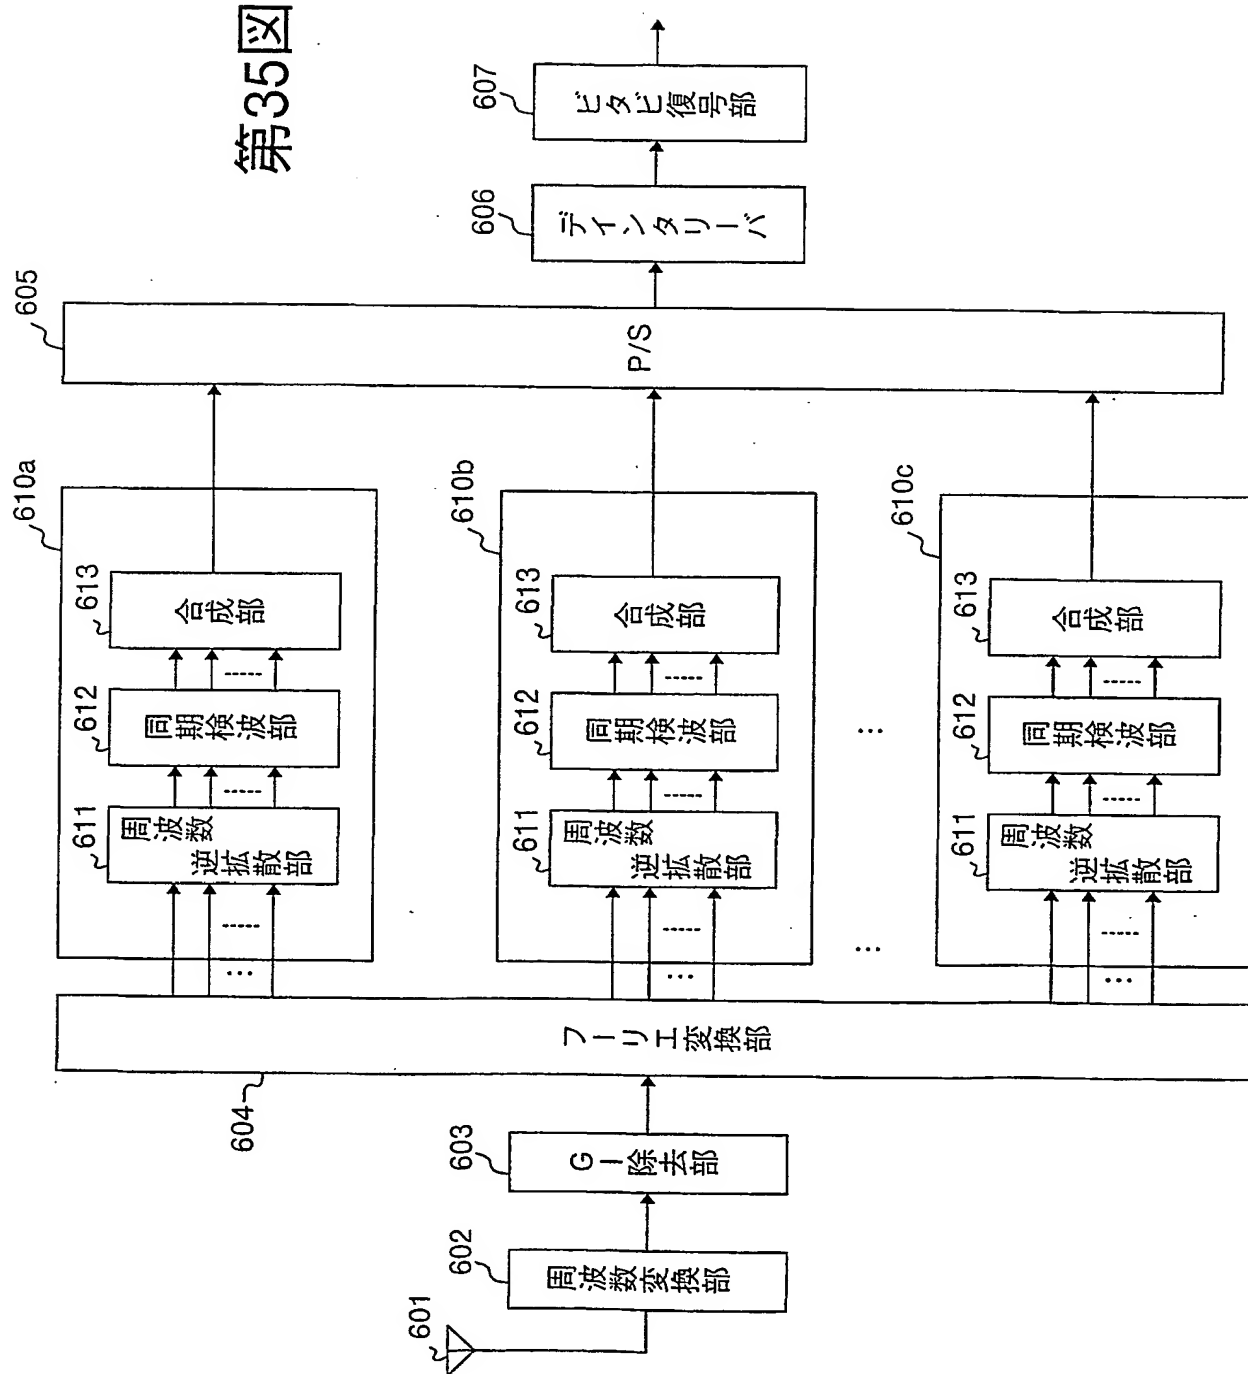 第35図
601
602
周波数変換部
603
GI除去部
604
フーリエ変換部
610a
611
周波数
逆拡散部
612
同期検波部
613
合成部
610b
611
周波数
逆拡散部
612
同期検波部
613
合成部
610c
611
周波数
逆拡散部
612
同期検波部
613
合成部
605
P/S
606
デインタリーバ
607
ビタビ復号部